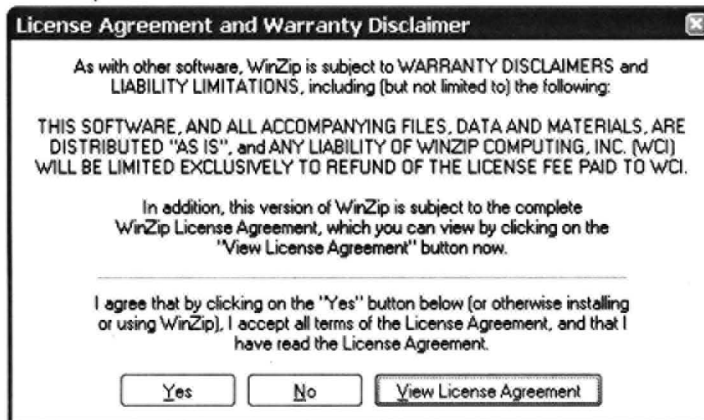 License Agreement and Warranty Disclaimer
As with other software, WinZip is subject to WARRANTY DISCLAIMERS and
LIABILITY LIMITATIONS, including (but not limited to) the following:
THIS SOFTWARE, AND ALL ACCOMPANYING FILES, DATA AND MATERIALS, ARE
DISTRIBUTED "AS IS", and ANY LIABILITY OF WINZIP COMPUTING, INC. (WCI)
WILL BE LIMITED EXCLUSIVELY TO REFUND OF THE LICENSE FEE PAID TO WCI.
In addition, this version of WinZip is subject to the complete
WinZip License Agreement, which you can view by clicking on the
"View License Agreement" button now.
I agree that by clicking on the "Yes" button below (or otherwise installing
or using WinZip), I accept all terms of the License Agreement, and that I
have read the License Agreement.
Yes No View License Agreement